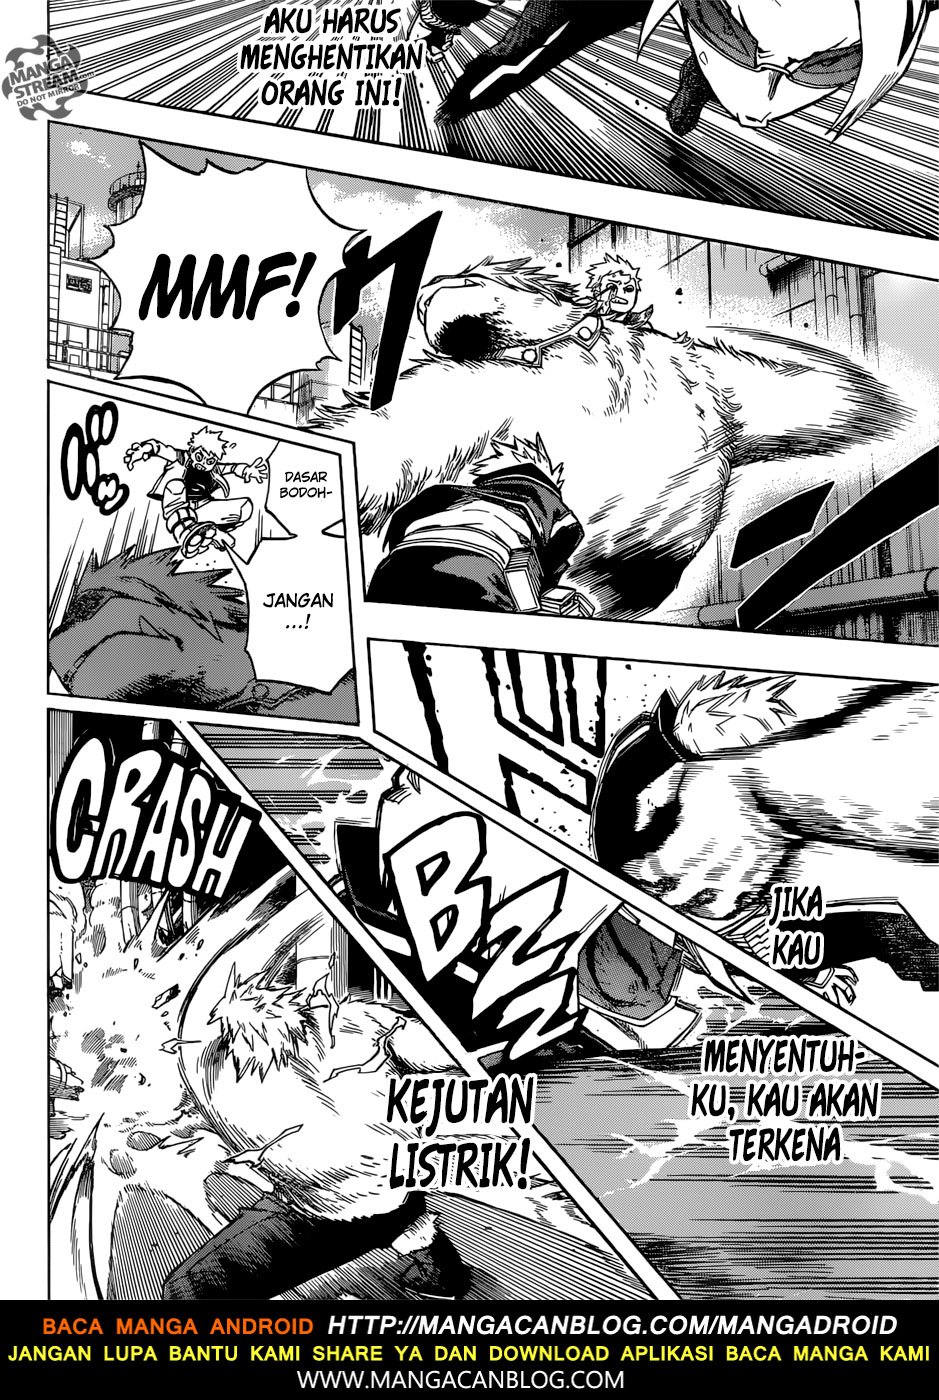 MANGA
STREAM.com
DO NOT MIRROR!
AKU HARUS
MENGHENTIKAN
ORANG INI!
MMF!
DASAR
BODOH-
JANGAN
...!
JIKA
KAU
MENYENTUH-
KU, KAU AKAN
TERKENA
BZZZ
CRASH
KEJUTAN
LISTRIK!
BACA MANGA ANDROID HTTP://MANGACANBLOG.COM/MANGADROID
JANGAN LUPA BANTU KAMI SHARE YA DAN DOWNLOAD APLIKASI BACA MANGA KAMI
WWW.MANGACANBLOG.COM